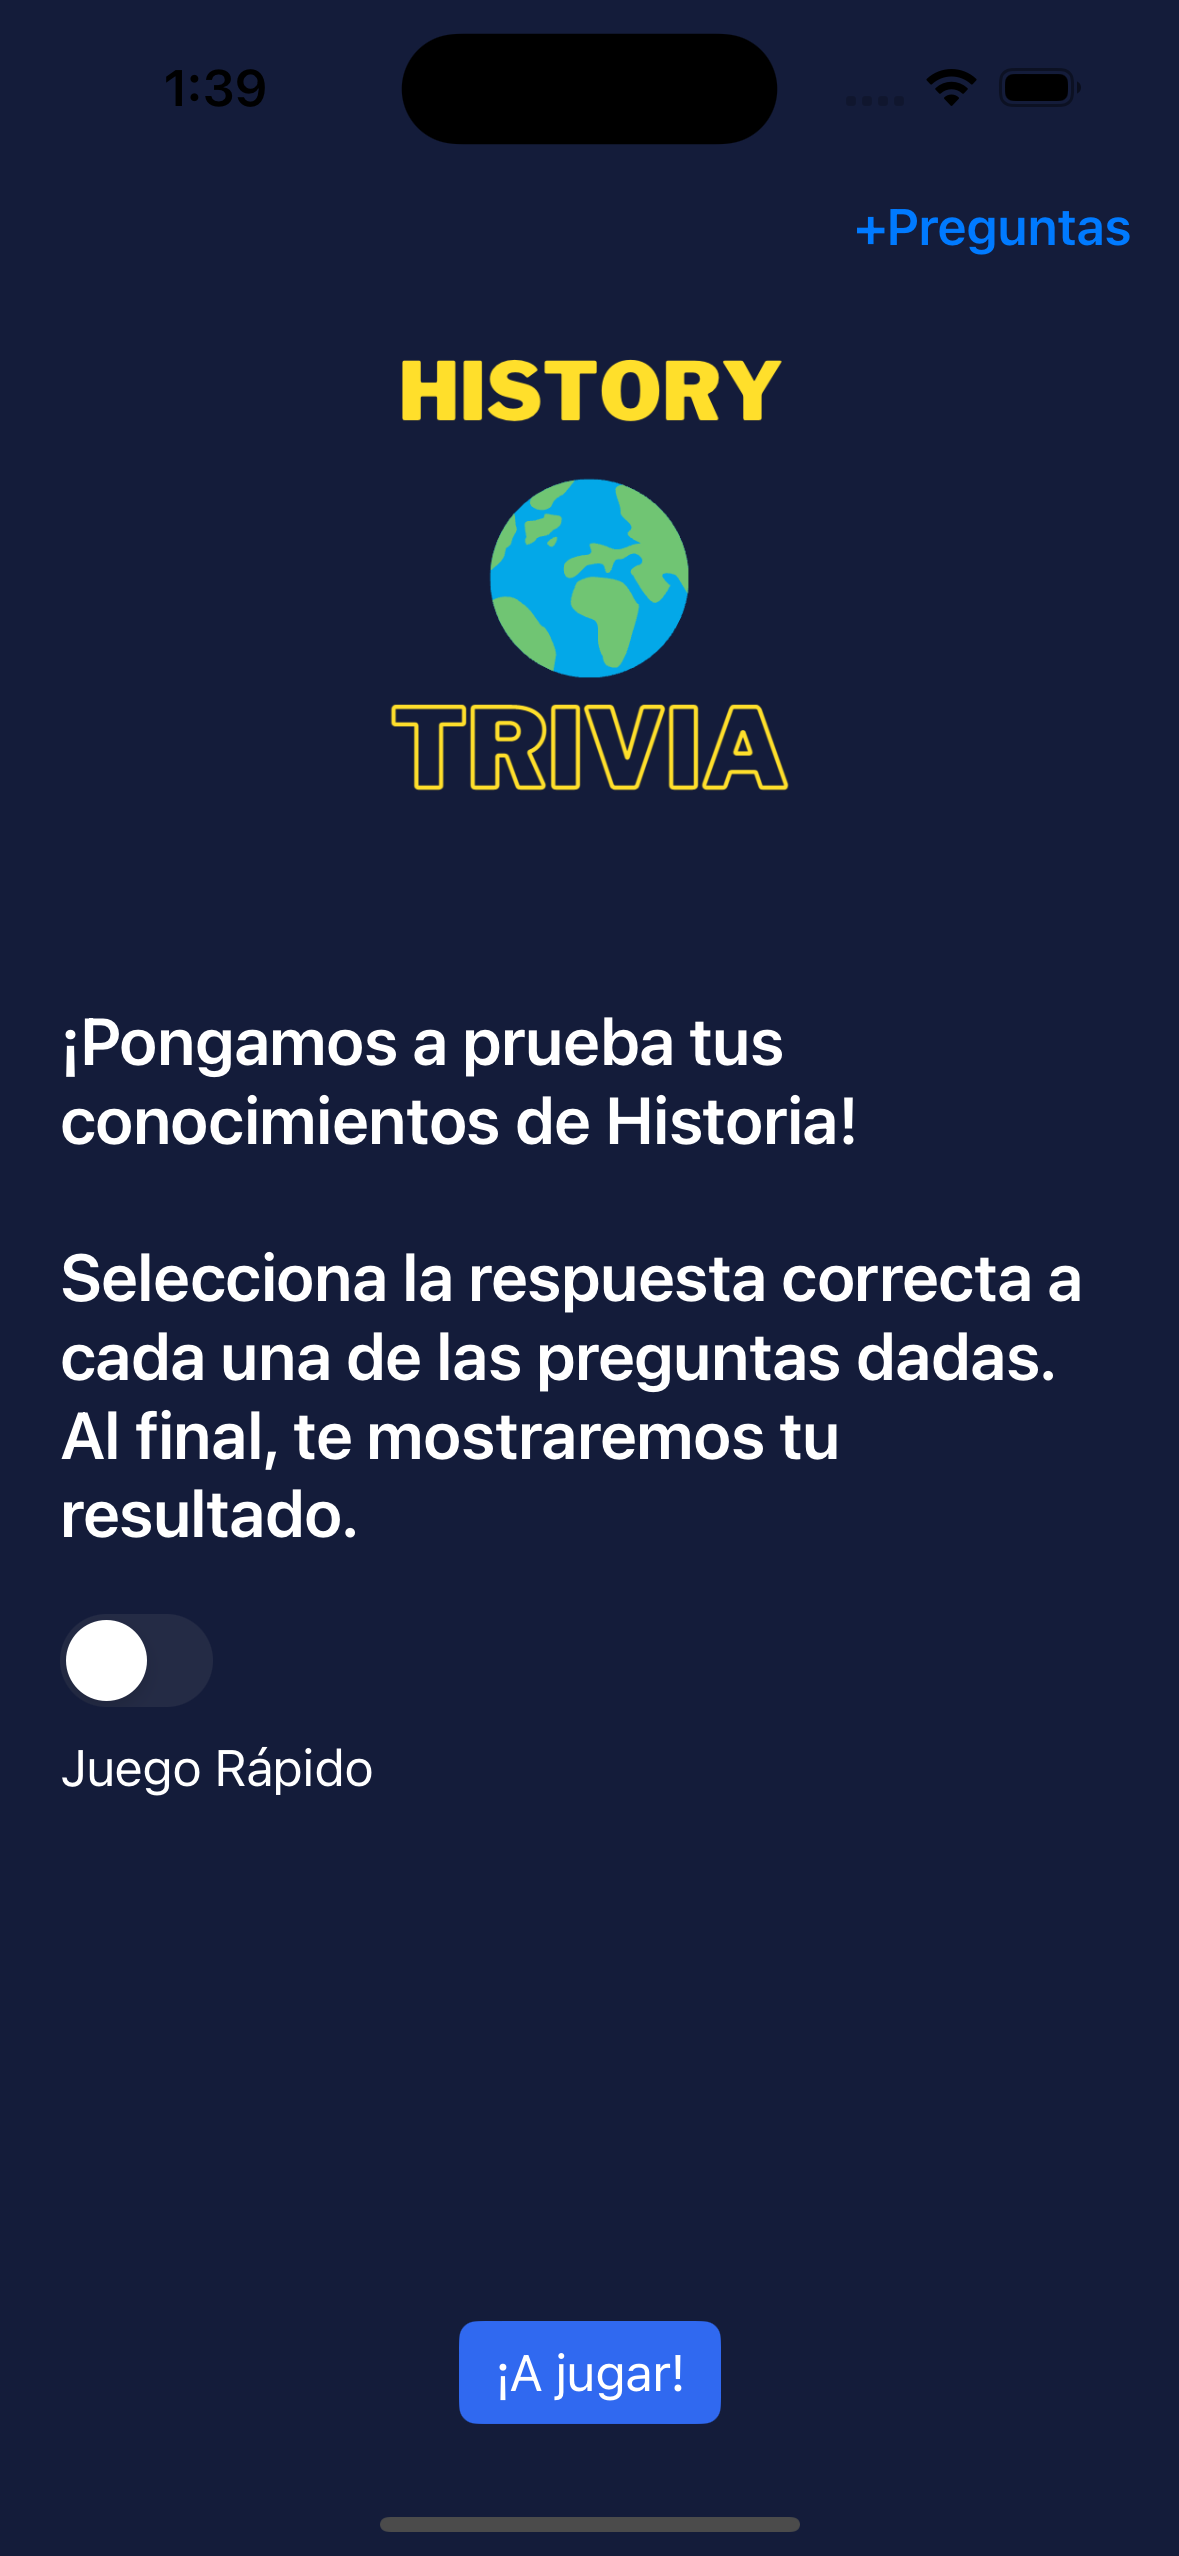 1:39
+Preguntas
HISTORY
TRIVIA
¡Pongamos a prueba tus
conocimientos de Historia!
Selecciona la respuesta correcta a
cada una de las preguntas dadas.
Al final, te mostraremos tu
resultado.
Juego Rápido
¡A jugar!